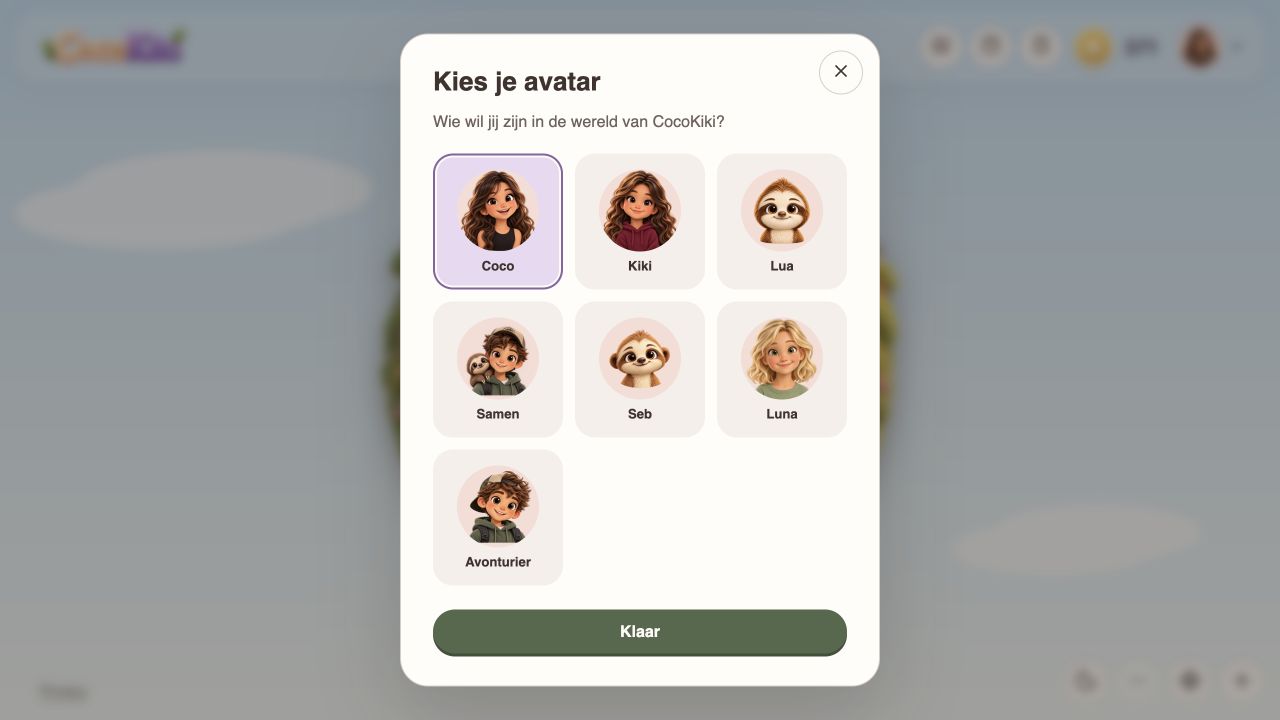 CocoKiki
Kies je avatar
Wie wil jij zijn in de wereld van CocoKiki?
Coco
Kiki
Lua
Samen
Seb
Luna
Avonturier
Klaar